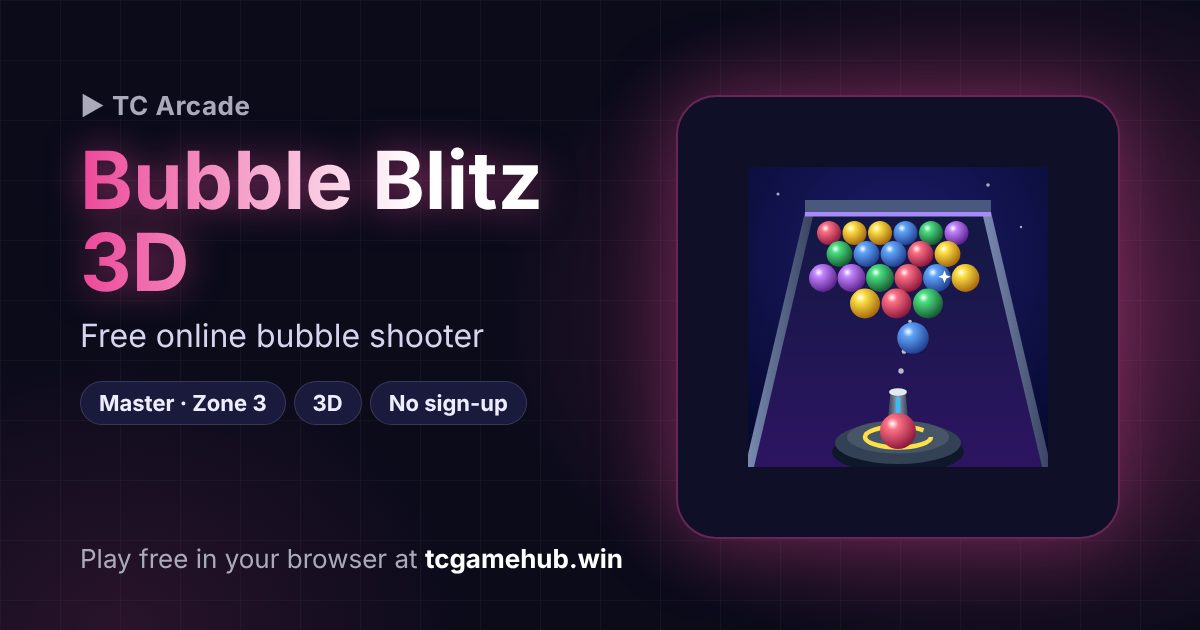 ▶ TC Arcade
Bubble Blitz
3D
Free online bubble shooter
Master · Zone 3
3D
No sign-up
Play free in your browser at tcgamehub.win